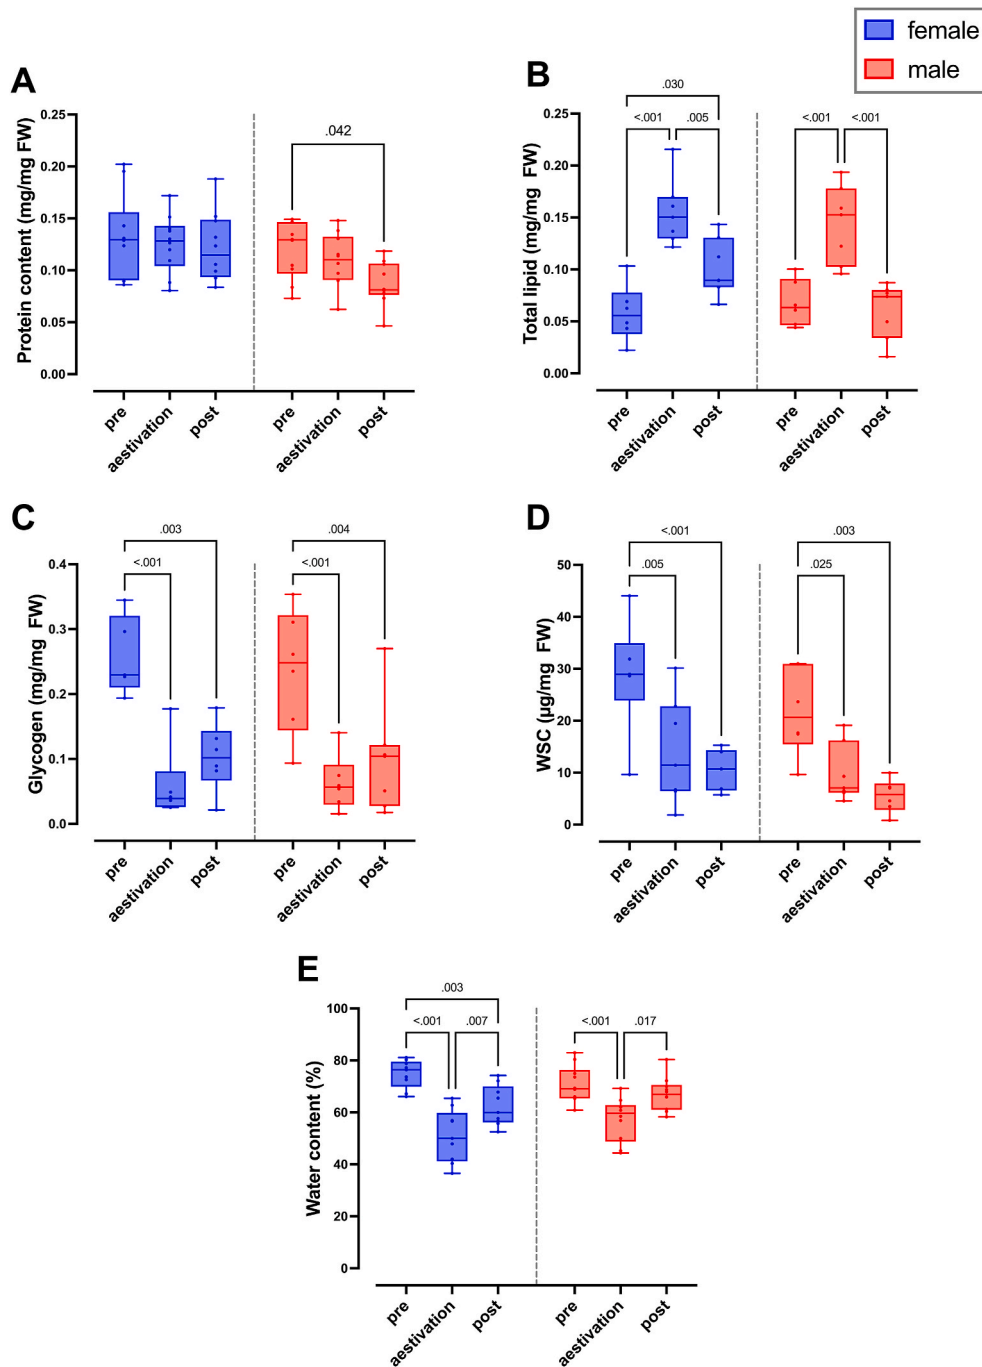 female
male
A
Protein content (mg/mg FW)
0.25
0.20
0.15
0.10
0.05
0.00
.042
pre
aestivation
post
pre
aestivation
post
B
Total lipid (mg/mg FW)
0.25
0.20
0.15
0.10
0.05
0.00
.030
<.001
.005
<.001
<.001
pre
aestivation
post
pre
aestivation
post
C
Glycogen (mg/mg FW)
0.4
0.3
0.2
0.1
0.0
.003
<.001
.004
<.001
pre
aestivation
post
pre
aestivation
post
D
WSC (µg/mg FW)
50
40
30
20
10
0
<.001
.005
.003
.025
pre
aestivation
post
pre
aestivation
post
E
Water content (%)
100
80
60
40
20
0
.003
<.001
.007
<.001
.017
pre
aestivation
post
pre
aestivation
post